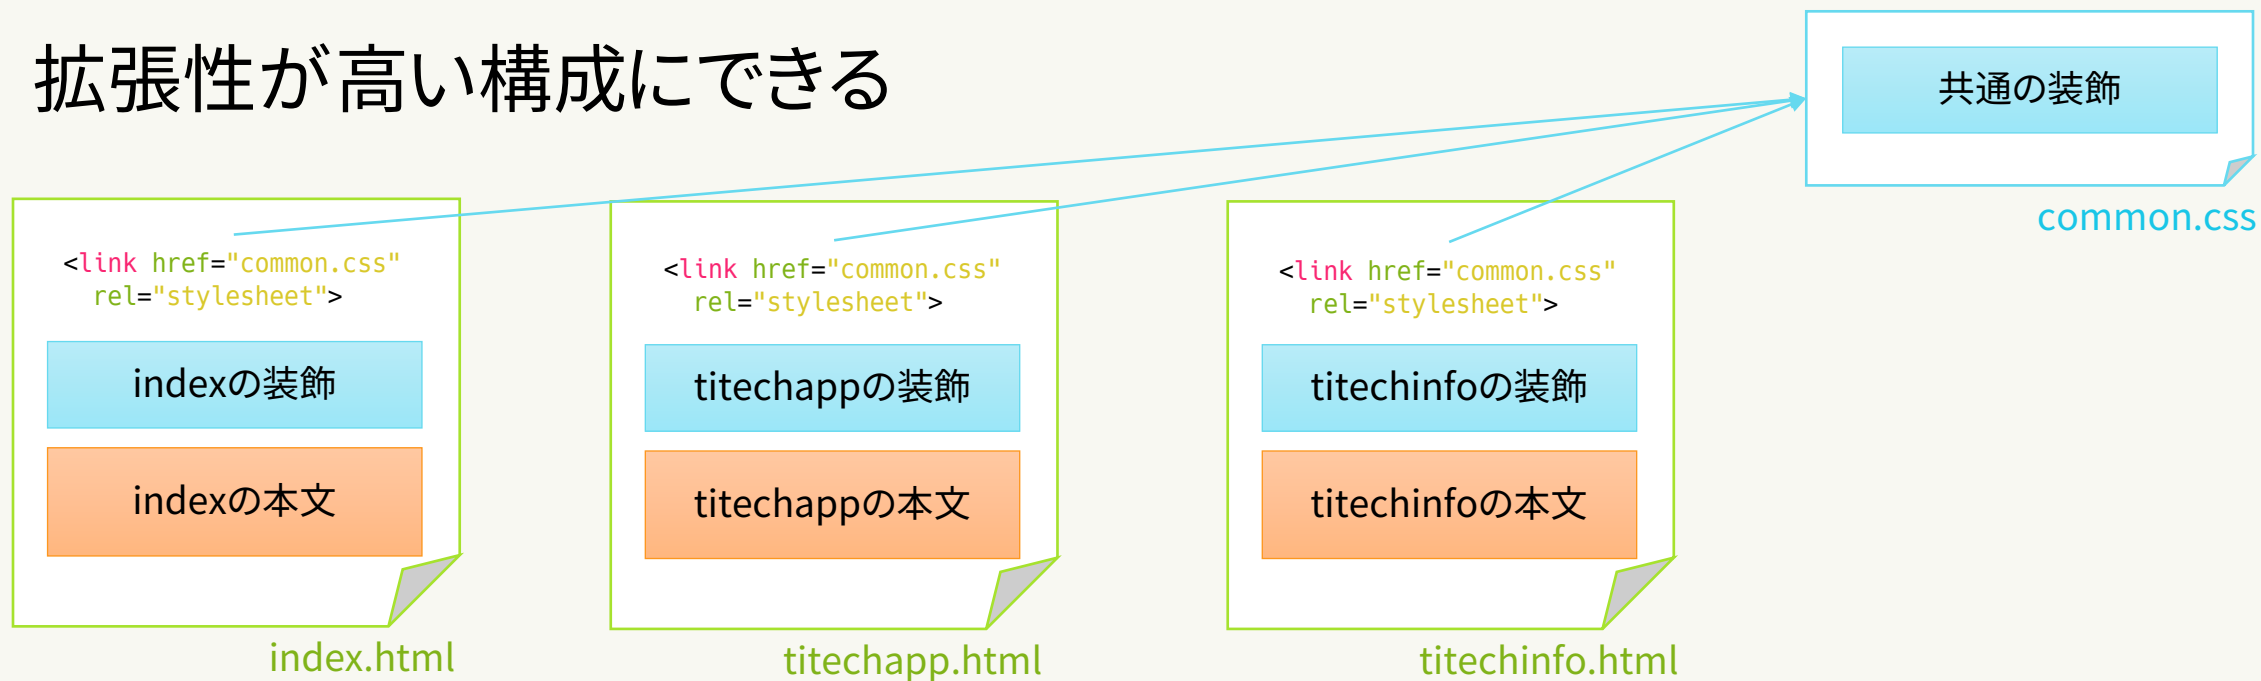 拡張性が高い構成にできる
共通の装飾
common.css
<link href="common.css"
rel="stylesheet">
indexの装飾
indexの本文
index.html
<link href="common.css"
rel="stylesheet">
titechappの装飾
titechappの本文
titechapp.html
<link href="common.css"
rel="stylesheet">
titechinfoの装飾
titechinfoの本文
titechinfo.html